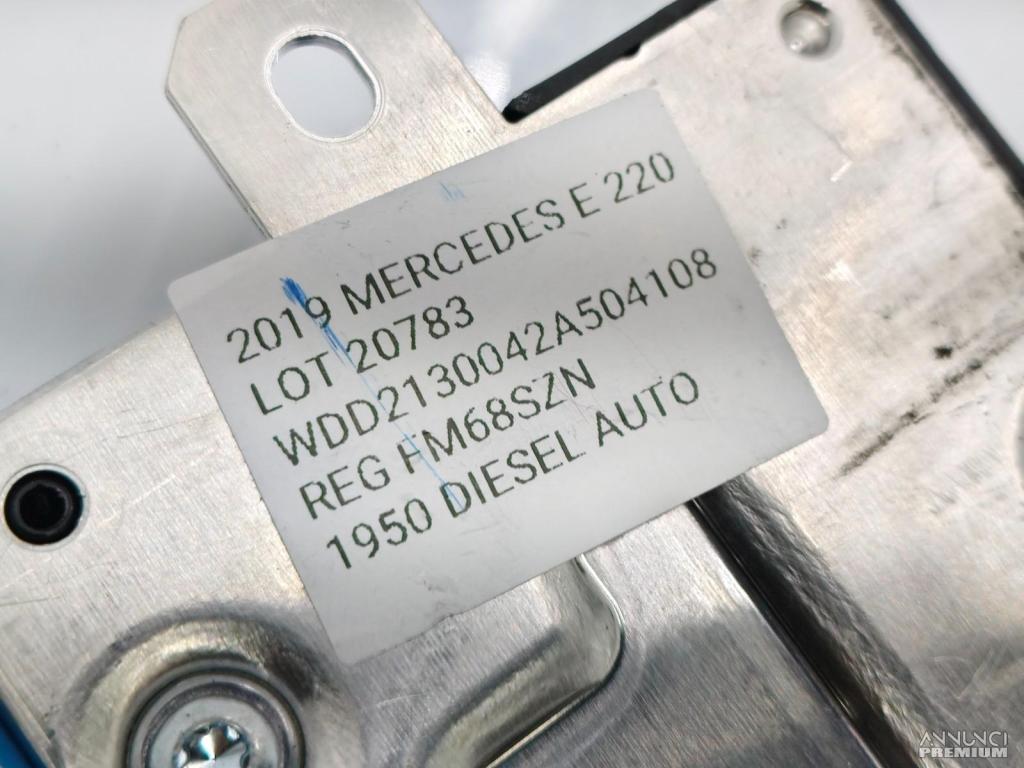 2019 MERCEDES E 220
LOT 20783
WDD2130042A504108
REG FM68SZN
1950 DIESEL AUTO
ANNUNCI
PREMIUM